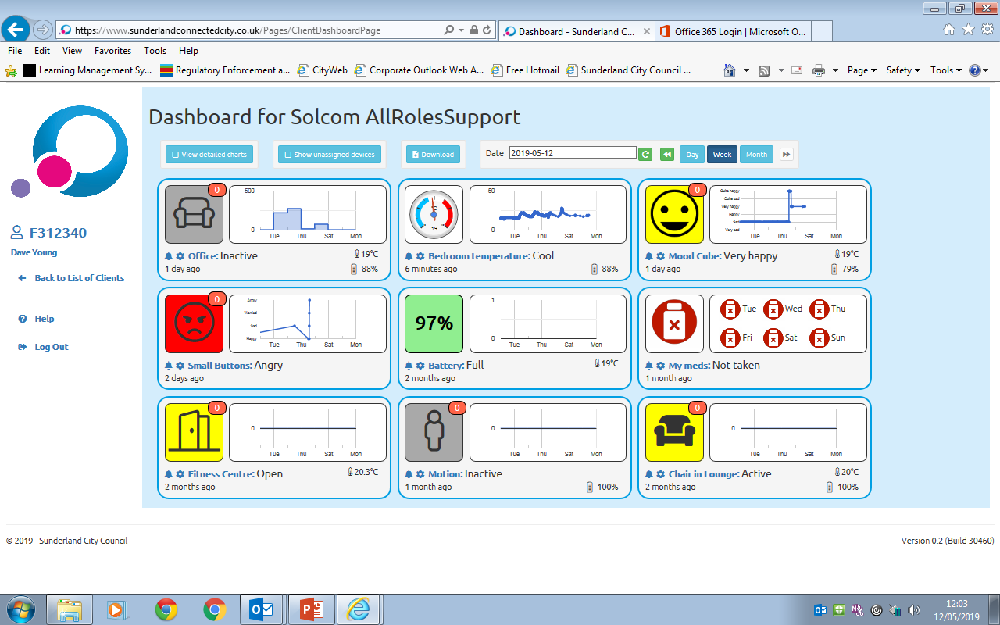 https://www.sunderlandconnectedcity.co.uk/Pages/ClientDashboardPage
Dashboard - Sunderland C...
Office 365 Login | Microsoft O...
File Edit View Favorites Tools Help
Learning Management Sy... Regulatory Enforcement a... CityWeb Corporate Outlook Web A... Free Hotmail Sunderland City Council ... Page Safety Tools
Dashboard for Solcom AllRolesSupport
View detailed charts Show unassigned devices Download Date 2019-05-12 Day Week Month
F312340
Dave Young
Back to List of Clients
Help
Log Out
0
500
0
Tue Thu Sat Mon
Office: Inactive 19°C
1 day ago 88%
50
0
Tue Thu Sat Mon
°C
19
Bedroom temperature: Cool
6 minutes ago 88%
0
Cube happy
Cube sad
Very happy
Happy
Sad
Very sad
Tue Thu Sat Mon
Mood Cube: Very happy 19°C
1 day ago 79%
0
Angry
Worried
Sad
Happy
Tue Thu Sat Mon
Small Buttons: Angry
2 days ago
97%
1
0
Tue Thu Sat Mon
Battery: Full 19°C
2 months ago
Tue Wed Thu
Fri Sat Sun
My meds: Not taken
1 month ago
0
0
Tue Thu Sat Mon
Fitness Centre: Open 20.3°C
2 months ago
0
0
Tue Thu Sat Mon
Motion: Inactive
1 month ago 100%
0
0
Tue Thu Sat Mon
Chair in Lounge: Active 20°C
2 months ago 100%
© 2019 - Sunderland City Council
Version 0.2 (Build 30460)
12:03
12/05/2019